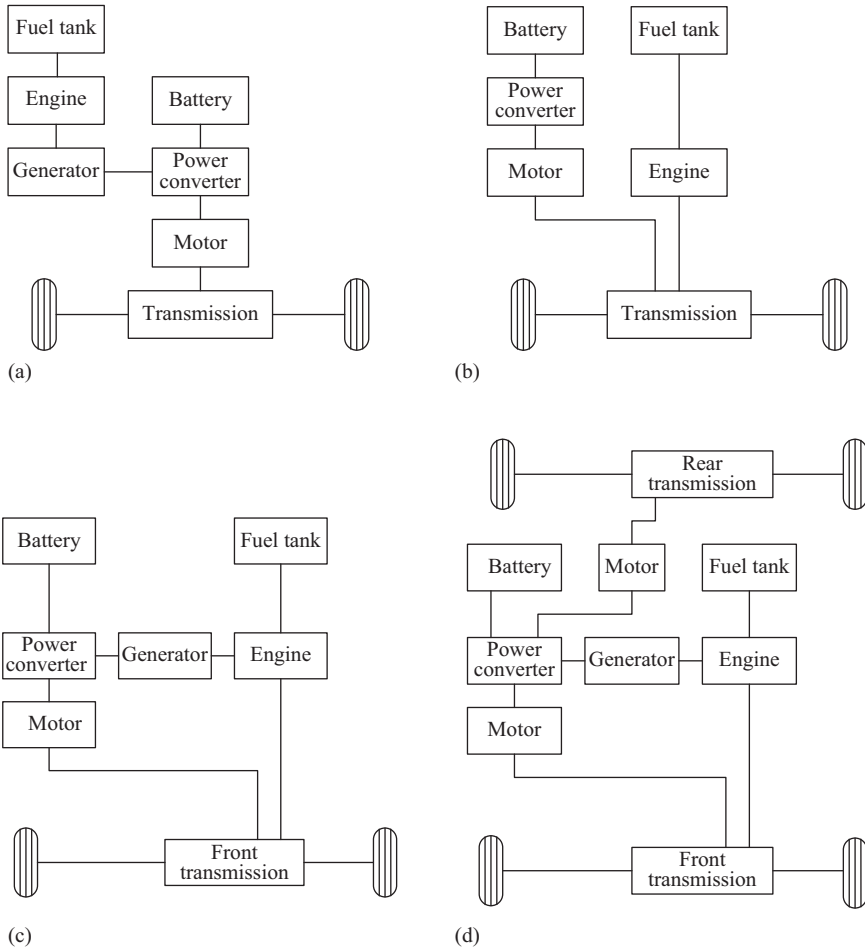 Fuel tank
Engine
Battery
Generator
Power
converter
Motor
Transmission
(a)
Battery
Fuel tank
Power
converter
Motor
Engine
Transmission
(b)
Battery
Fuel tank
Power
converter
Generator
Engine
Motor
Front
transmission
(c)
Rear
transmission
Battery
Motor
Fuel tank
Power
converter
Generator
Engine
Motor
Front
transmission
(d)